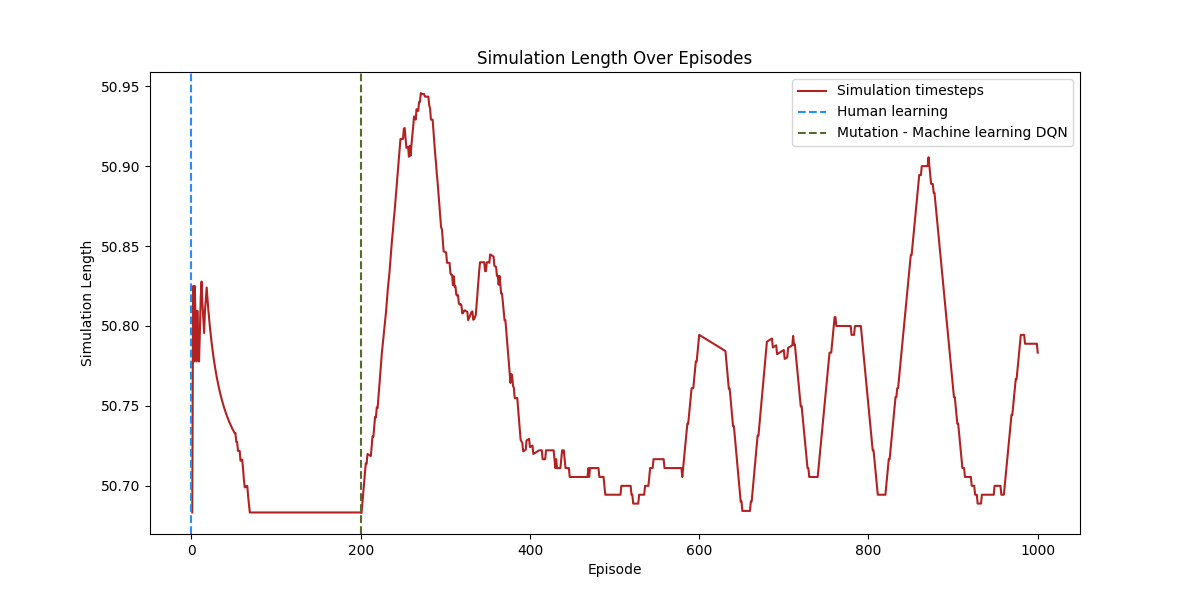 Simulation Length Over Episodes
Simulation timesteps
Human learning
Mutation - Machine learning DQN
Simulation Length
50.95
50.90
50.85
50.80
50.75
50.70
0
200
400
600
800
1000
Episode